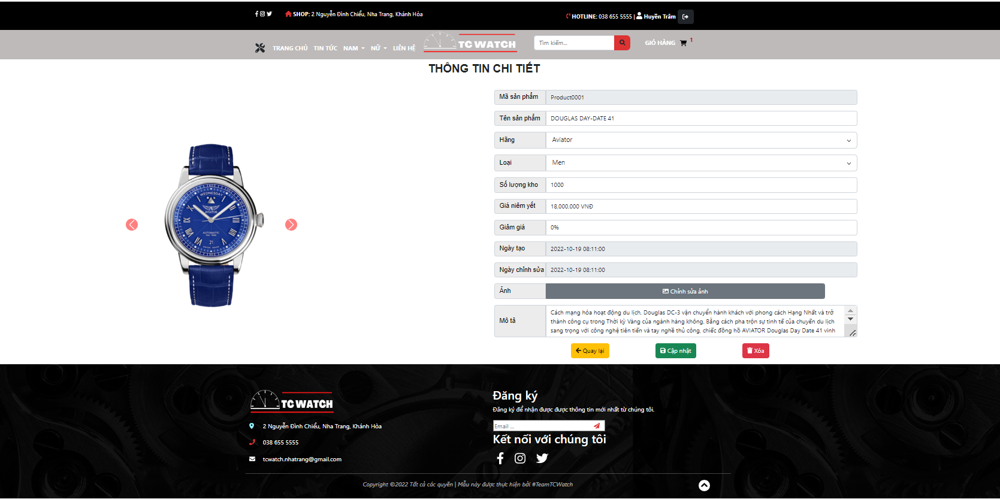 SHOP: 2 Nguyễn Đình Chiểu, Nha Trang, Khánh Hòa
HOTLINE: 038 655 5555 | Huyền Trâm
TRANG CHỦ TIN TỨC NAM NỮ LIÊN HỆ
TC WATCH
Tìm kiếm...
GIỎ HÀNG 1
THÔNG TIN CHI TIẾT
Mã sản phẩm Product0001
Tên sản phẩm DOUGLAS DAY-DATE 41
Hãng Aviator
Loại Men
Số lượng kho 1000
Giá niêm yết 18,000,000 VNĐ
Giảm giá 0%
Ngày tạo 2022-10-19 08:11:00
Ngày chỉnh sửa 2022-10-19 08:11:00
Ảnh Chỉnh sửa ảnh
Mô tả
Cách mạng hóa hoạt động du lịch, Douglas DC-3 vận chuyển hành khách với phong cách Hạng Nhất và trở
thành công cụ trong Thời kỳ Vàng của ngành hàng không. Bằng cách pha trộn sự tinh tế của chuyến du lịch
sang trọng với công nghệ tiên tiến và tay nghề thủ công, chiếc đồng hồ AVIATOR Douglas Day Date 41 vinh
Quay lại Cập nhật Xóa
WEDNESDAY
AVIATOR
AUTOMATIC
Day - Date
21
SWISS MADE
TC WATCH
2 Nguyễn Đình Chiểu, Nha Trang, Khánh Hòa
038 655 5555
tcwatch.nhatrang@gmail.com
Đăng ký
Đăng ký để nhận được được thông tin mới nhất từ chúng tôi.
Email ...
Kết nối với chúng tôi
Copyright ©2022 Tất cả các quyền | Mẫu này được thực hiện bởi #TeamTCWatch